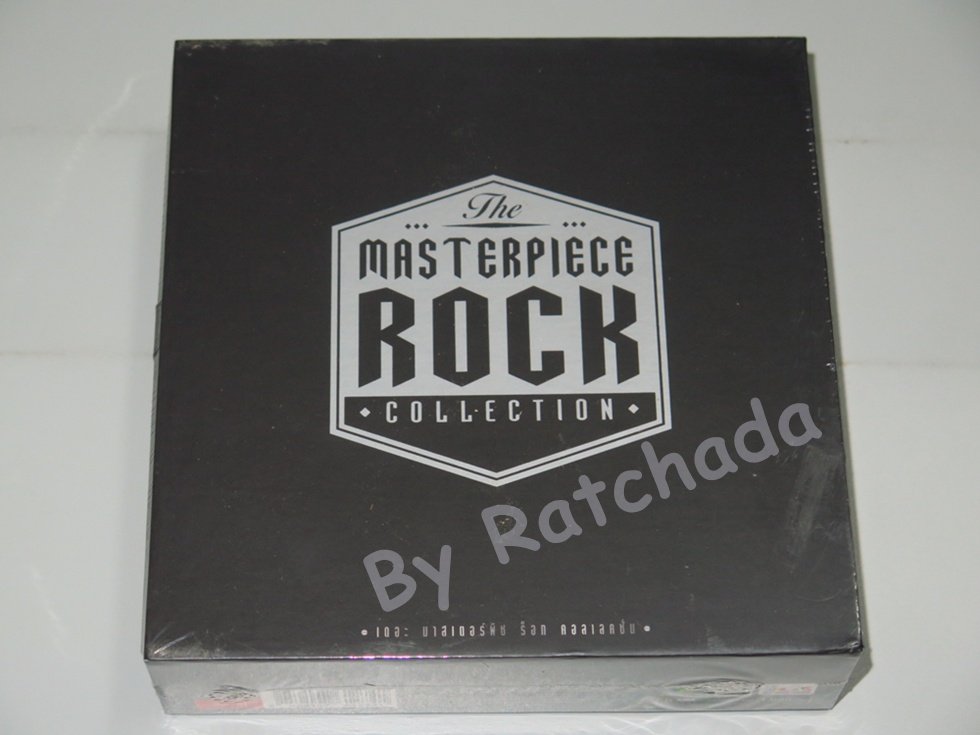 The
MASTERPIECE
ROCK
• COLLECTION •
By Ratchada
• เดอะ มาสเตอร์พีซ ร็อก คอลเลคชั่น •